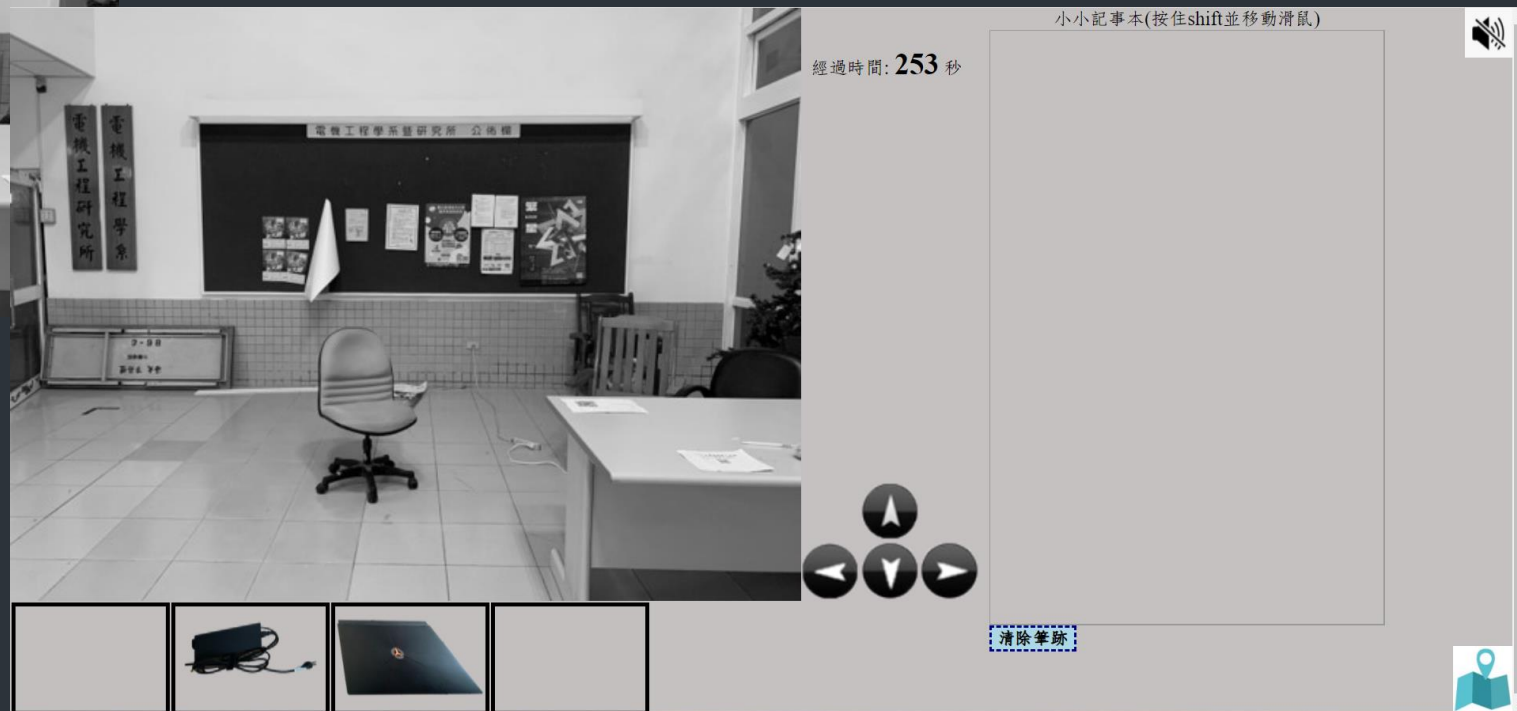 小小記事本(按住shift並移動滑鼠)
經過時間: 253 秒
電機工程學系暨研究所 公佈欄
電機工程研究所
電機工程學系
清除筆跡